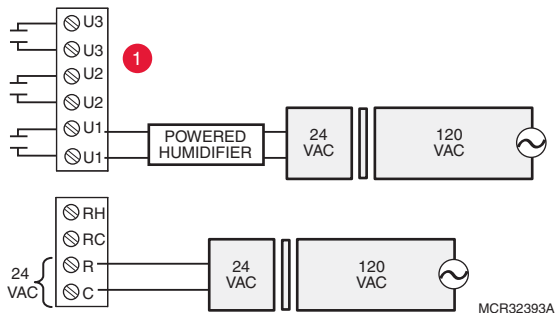 U3
U3
1
U2
U2
U1
U1
POWERED
HUMIDIFIER
24
VAC
120
VAC
RH
RC
R
C
24
VAC
24
VAC
120
VAC
MCR32393A